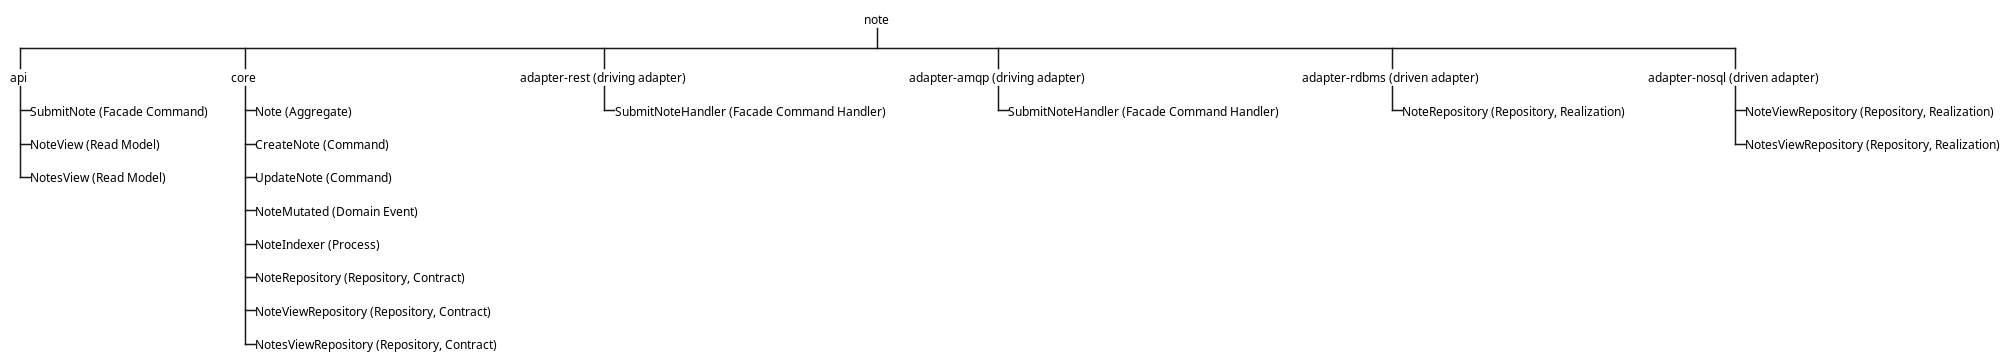 note
api
core
adapter-rest (driving adapter)
adapter-amqp (driving adapter)
adapter-rdbms (driven adapter)
adapter-nosql (driven adapter)
SubmitNote (Facade Command)
NoteView (Read Model)
NotesView (Read Model)
Note (Aggregate)
CreateNote (Command)
UpdateNote (Command)
NoteMutated (Domain Event)
NoteIndexer (Process)
NoteRepository (Repository, Contract)
NoteViewRepository (Repository, Contract)
NotesViewRepository (Repository, Contract)
SubmitNoteHandler (Facade Command Handler)
SubmitNoteHandler (Facade Command Handler)
NoteRepository (Repository, Realization)
NoteViewRepository (Repository, Realization)
NotesViewRepository (Repository, Realization)